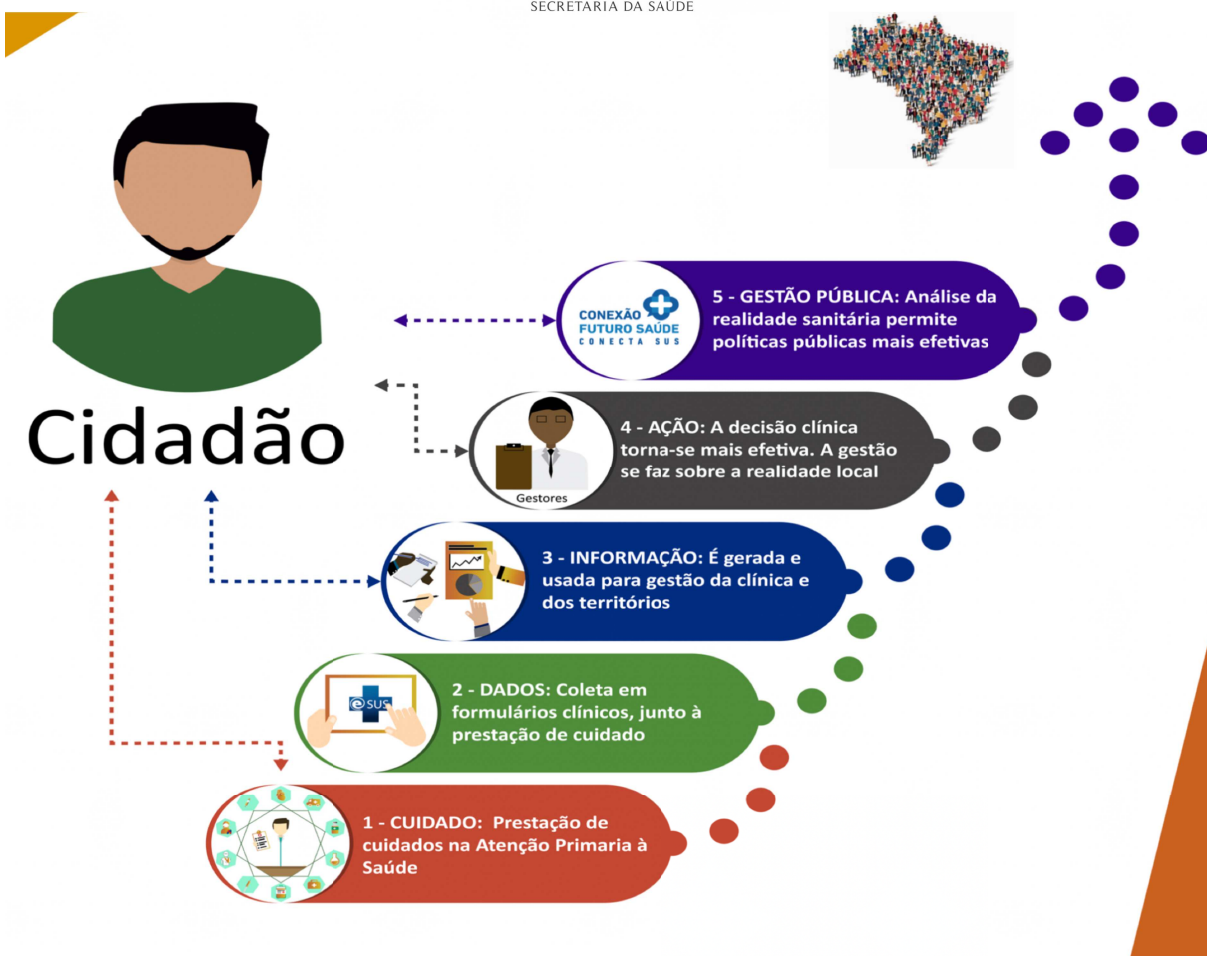 SECRETARIA DA SAÚDE
Cidadão
CONEXÃO
FUTURO SAÚDE
CONECTA SUS
5 - GESTÃO PÚBLICA: Análise da
realidade sanitária permite
políticas públicas mais efetivas
Gestores
4 - AÇÃO: A decisão clínica
torna-se mais efetiva. A gestão
se faz sobre a realidade local
3 - INFORMAÇÃO: É gerada e
usada para gestão da clínica e
dos territórios
e SUS
2 - DADOS: Coleta em
formulários clínicos, junto à
prestação de cuidado
1 - CUIDADO: Prestação de
cuidados na Atenção Primaria à
Saúde